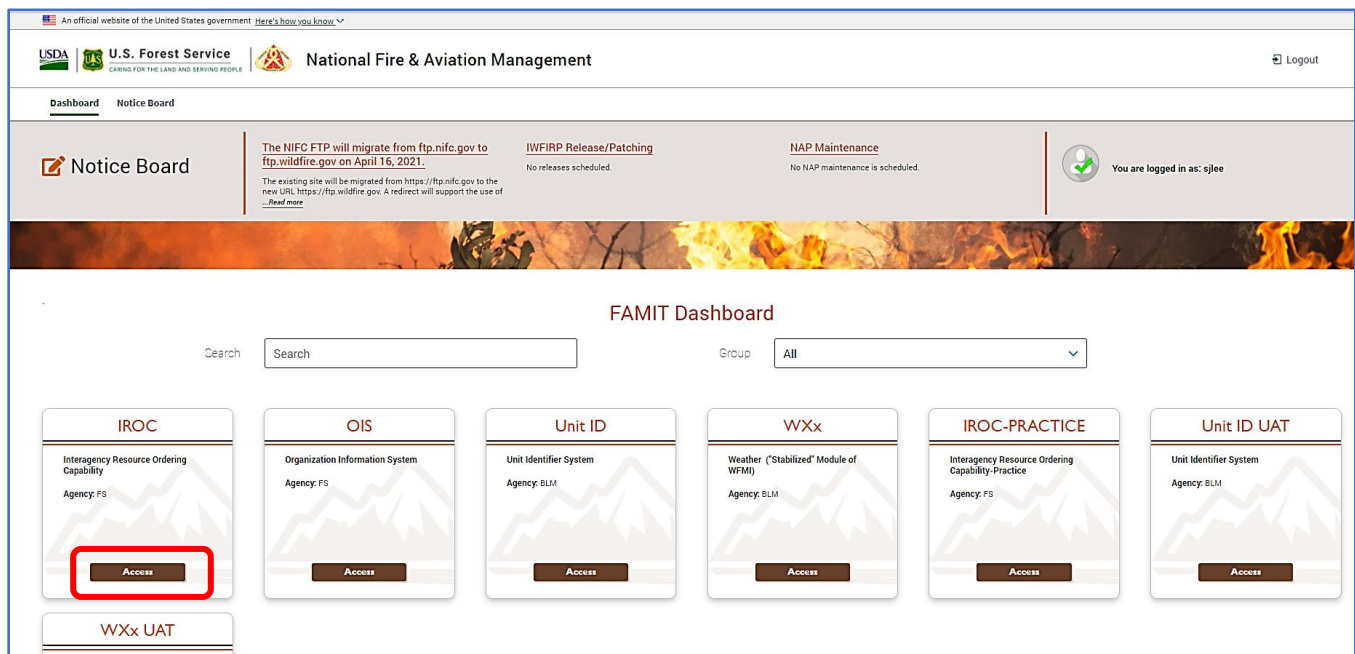 An official website of the United States government Here's how you know
USDA
UAS
U.S. Forest Service
CARING FOR THE LAND AND SERVING PEOPLE
National Fire & Aviation Management
Logout
Dashboard Notice Board
Notice Board
The NIFC FTP will migrate from ftp.nifc.gov to
ftp.wildfire.gov on April 16, 2021.
The existing site will be migrated from https://ftp.nifc.gov to the
new URL https://ftp.wildfire.gov. A redirect will support the use of
...Read more
IWFIRP Release/Patching
No releases scheduled.
NAP Maintenance
No NAP maintenance is scheduled.
You are logged in as: sjlee
FAMIT Dashboard
Search Search
Group All
IROC
Interagency Resource Ordering
Capability
Agency: FS
Access
OIS
Organization Information System
Agency: FS
Access
Unit ID
Unit Identifier System
Agency: BLM
Access
WXx
Weather ("Stabilized" Module of
WFMI)
Agency: BLM
Access
IROC-PRACTICE
Interagency Resource Ordering
Capability-Practice
Agency: FS
Access
Unit ID UAT
Unit Identifier System
Agency: BLM
Access
WXx UAT